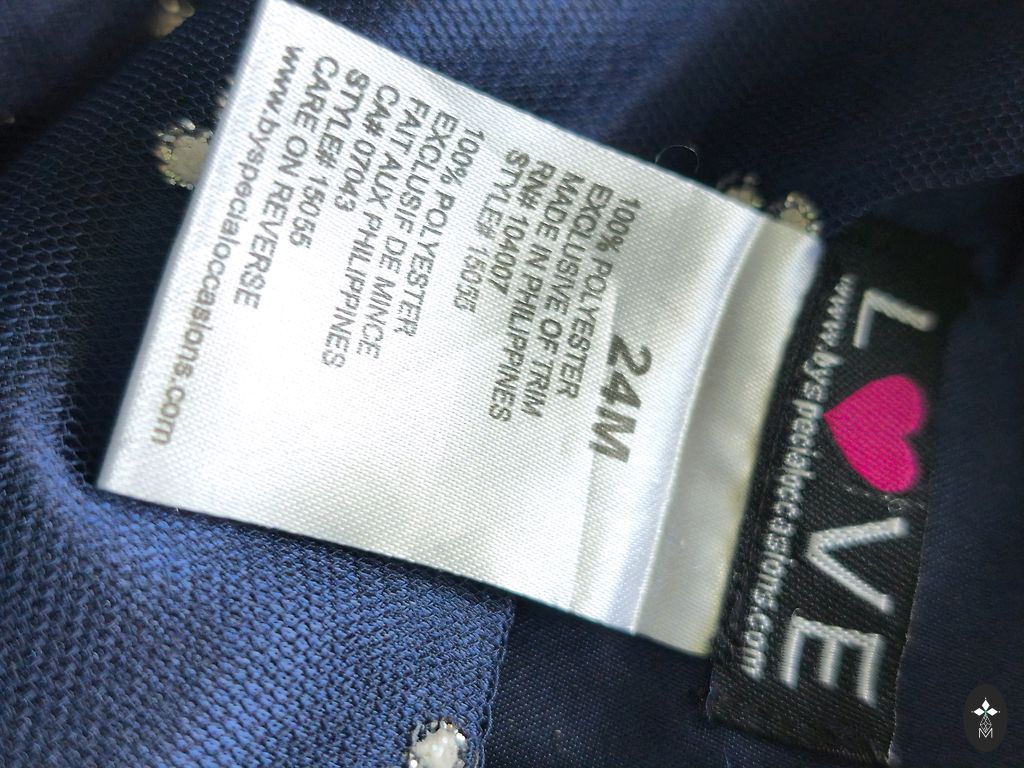 24M
100% POLYESTER
EXCLUSIVE OF TRIM
MADE IN PHILIPPINES
RN# 104007
STYLE# 15055
100% POLYESTER
EXCLUSIF DE MINCE
FAIT AUX PHILIPPINES
CA# 07043
STYLE# 15055
CARE ON REVERSE
www.byspecialoccasions.com
L♥VE
www.byspecialoccasions.com
M